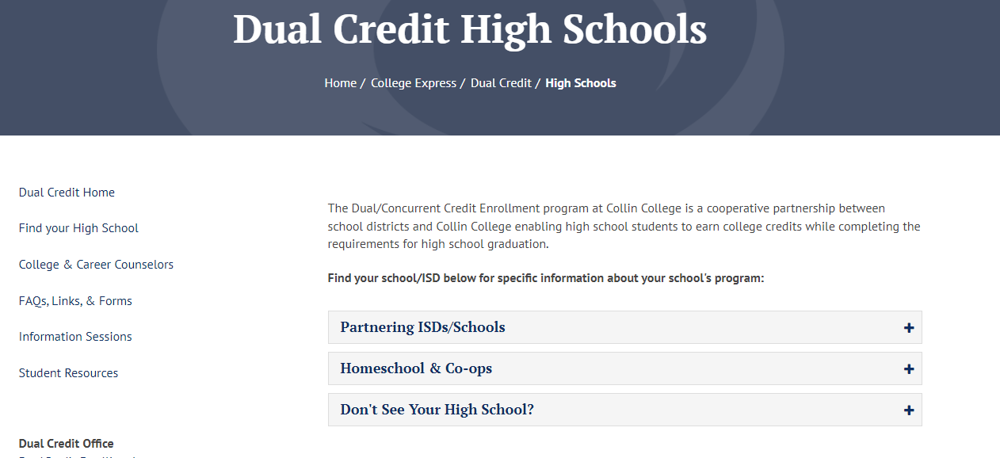 Dual Credit High Schools
Home / College Express / Dual Credit / High Schools
Dual Credit Home
Find your High School
College & Career Counselors
FAQs, Links, & Forms
Information Sessions
Student Resources
Dual Credit Office
The Dual/Concurrent Credit Enrollment program at Collin College is a cooperative partnership between
school districts and Collin College enabling high school students to earn college credits while completing the
requirements for high school graduation.
Find your school/ISD below for specific information about your school's program:
Partnering ISDs/Schools
Homeschool & Co-ops
Don't See Your High School?